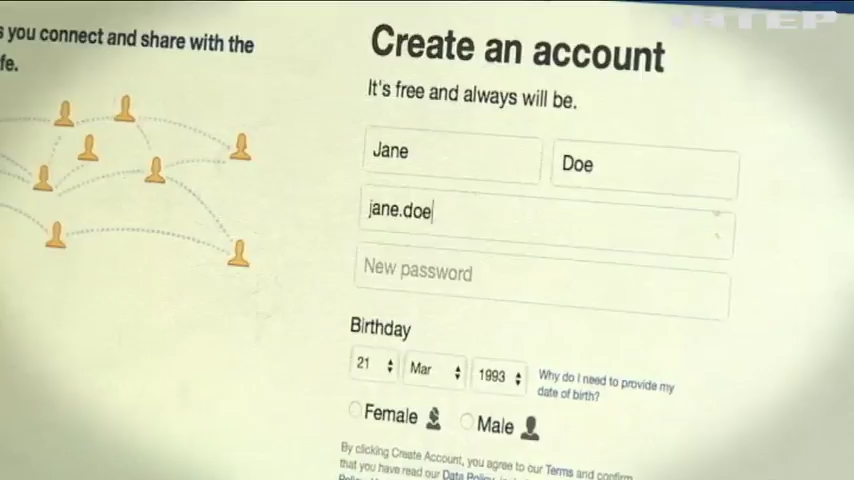 ІНТЕР
s you connect and share with the
fe.
Create an account
It's free and always will be.
Jane
Doe
jane.doe
New password
Birthday
21 Mar 1993
Why do I need to provide my
date of birth?
Female Male
By clicking Create Account, you agree to our Terms and confirm
that you have read our Data Policy,